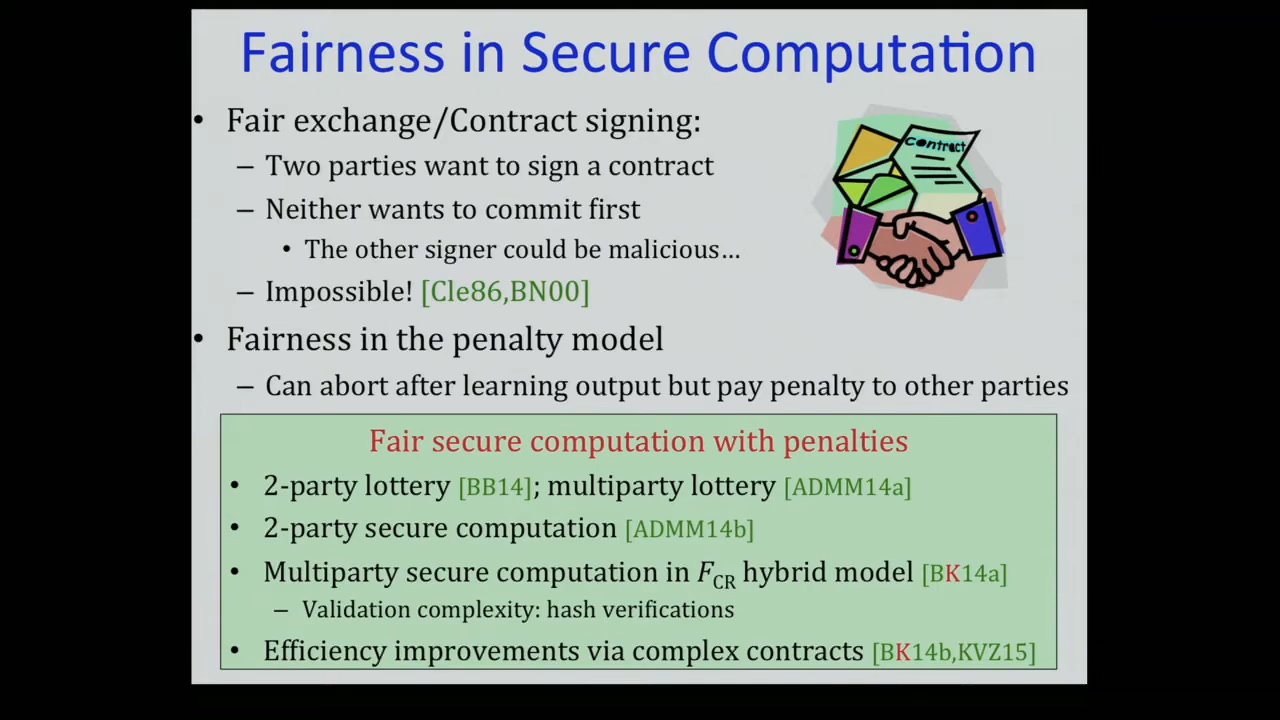 Fairness in Secure Computation
• Fair exchange/Contract signing:
– Two parties want to sign a contract
– Neither wants to commit first
• The other signer could be malicious…
– Impossible! [Cle86,BN00]
contract
• Fairness in the penalty model
– Can abort after learning output but pay penalty to other parties
Fair secure computation with penalties
• 2-party lottery [BB14]; multiparty lottery [ADMM14a]
• 2-party secure computation [ADMM14b]
• Multiparty secure computation in FCR hybrid model [BK14a]
– Validation complexity: hash verifications
• Efficiency improvements via complex contracts [BK14b,KVZ15]